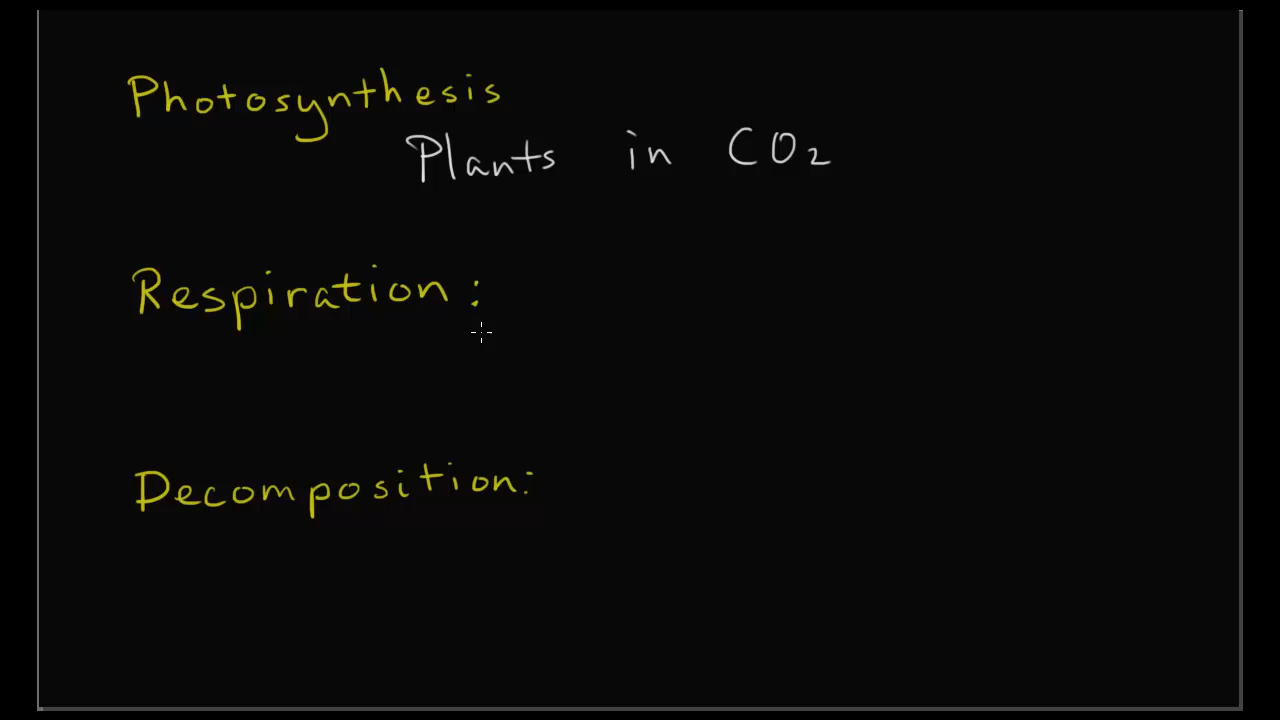 Photosynthesis
Plants in CO2
Respiration:
Decomposition: